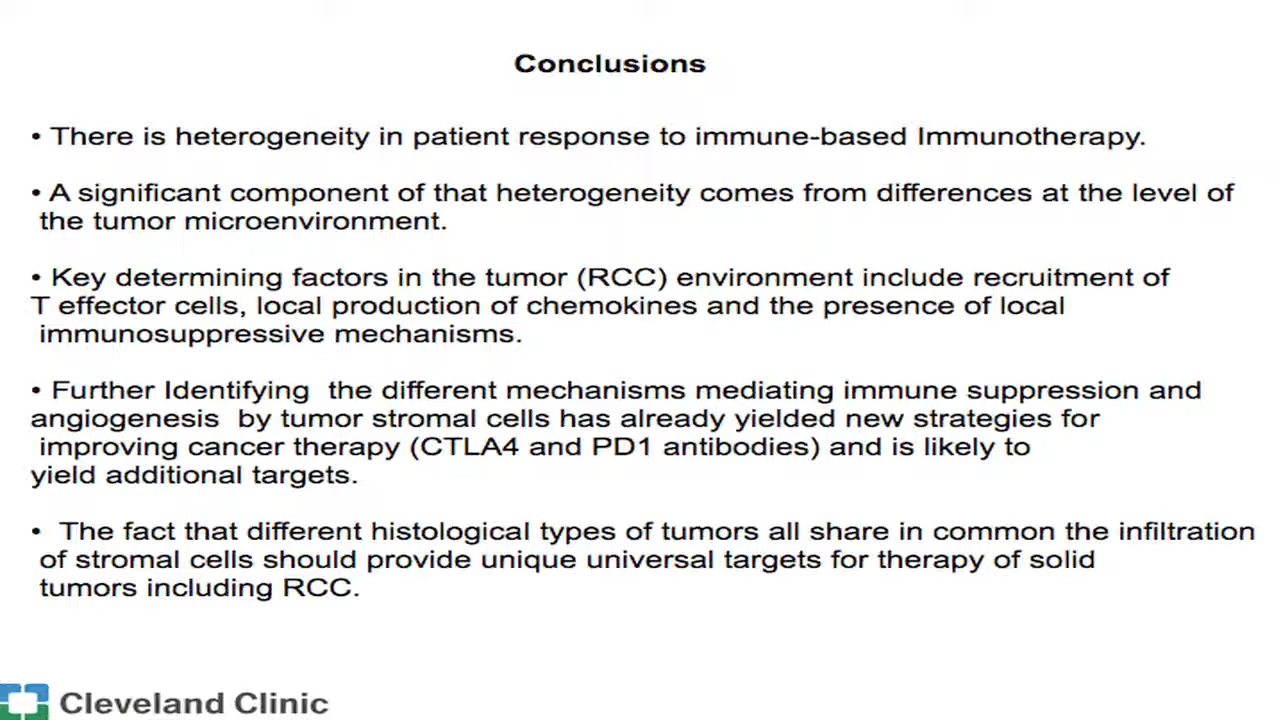 Conclusions
• There is heterogeneity in patient response to immune-based Immunotherapy.
• A significant component of that heterogeneity comes from differences at the level of
the tumor microenvironment.
• Key determining factors in the tumor (RCC) environment include recruitment of
T effector cells, local production of chemokines and the presence of local
immunosuppressive mechanisms.
• Further Identifying  the different mechanisms mediating immune suppression and
angiogenesis  by tumor stromal cells has already yielded new strategies for
improving cancer therapy (CTLA4 and PD1 antibodies) and is likely to
yield additional targets.
•  The fact that different histological types of tumors all share in common the infiltration
of stromal cells should provide unique universal targets for therapy of solid
tumors including RCC.
Cleveland Clinic